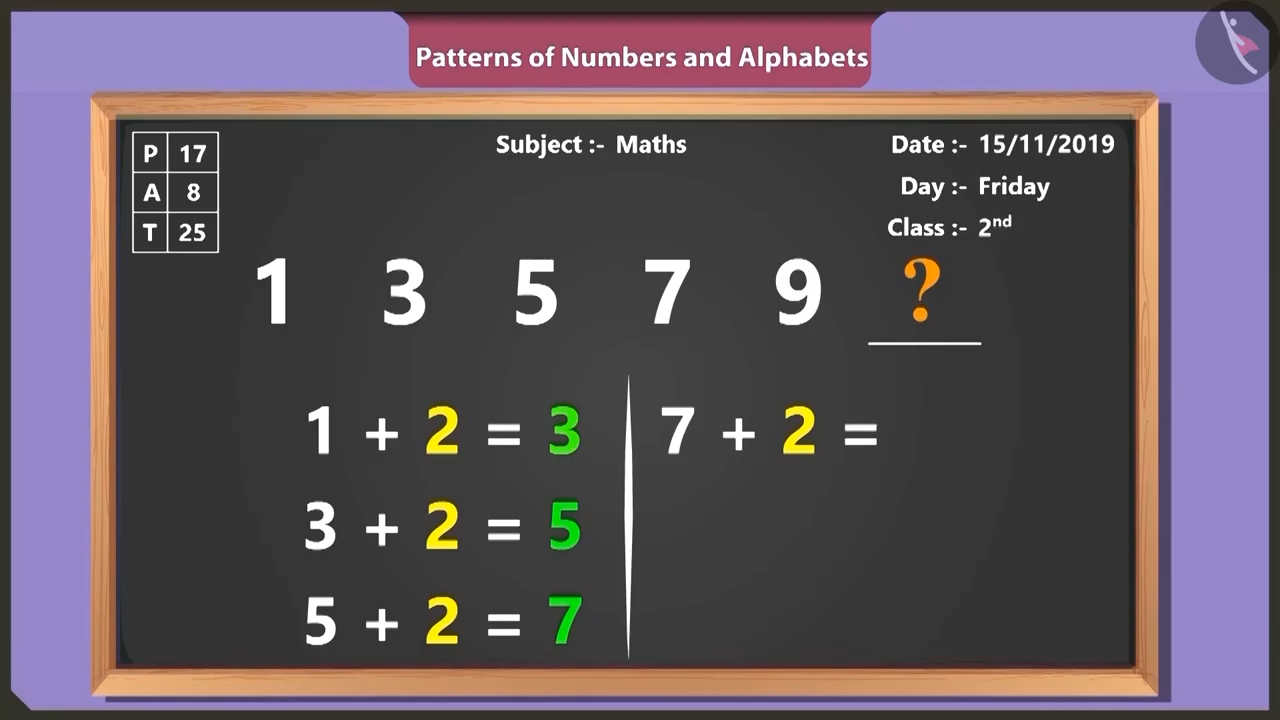 Patterns of Numbers and Alphabets
P 17
A 8
T 25
Subject :- Maths
Date :- 15/11/2019
Day :- Friday
Class :- 2nd
1 3 5 7 9 ?
1 + 2 = 3
3 + 2 = 5
5 + 2 = 7
7 + 2 =